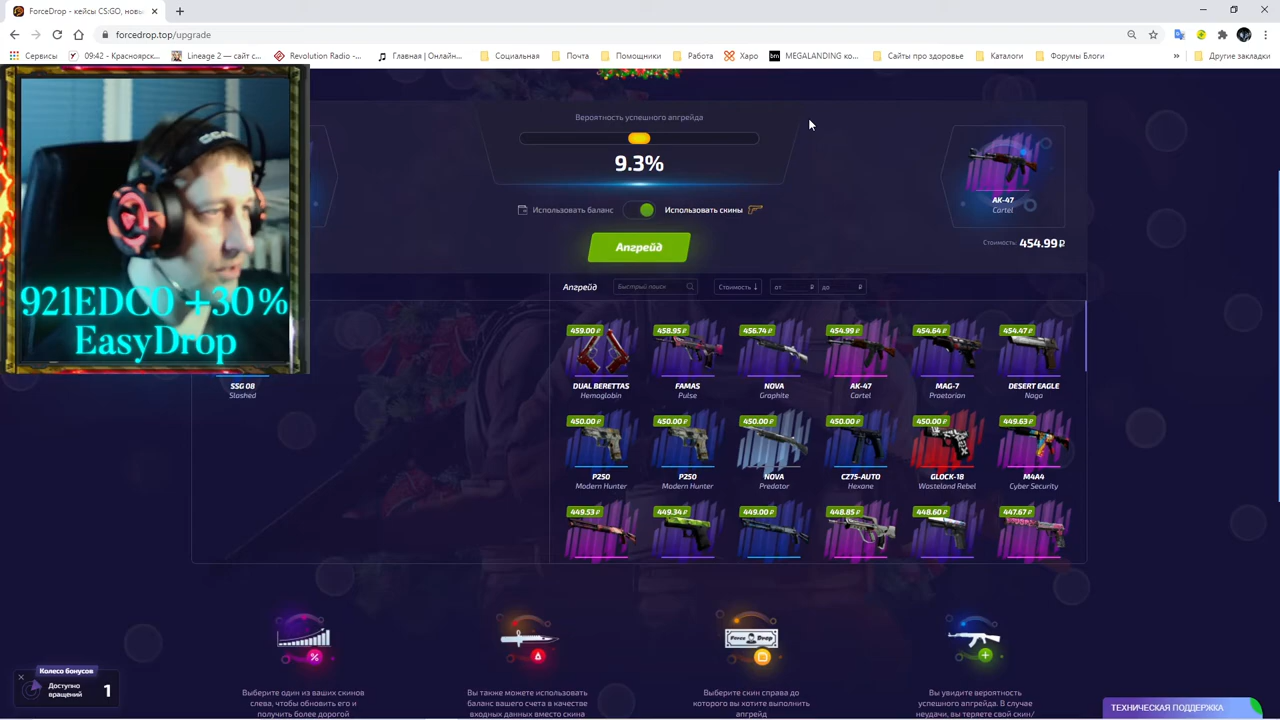 ForceDrop - кейсы CS:GO, новы
forcedrop.top/upgrade
Сервисы
09:42 - Красноярск...
Lineage 2 — сайт с...
Revolution Radio –...
Главная | Онлайн...
Социальная
Почта
Помощники
Работа
Харо
MEGALANDING ко...
Сайты про здоровье
Каталоги
Форумы Блоги
»
Другие закладки
921EDCO +30%
EasyDrop
Вероятность успешного апгрейда
9.3%
Использовать баланс
Использовать скины
Апгрейд
AK-47
Cartel
Стоимость: 454.99 ₽
Апгрейд
Быстрый поиск
Стоимость ↓
от ₽
до ₽
SSG 08
Slashed
459.00 ₽
458.95 ₽
456.74 ₽
454.99 ₽
454.64 ₽
454.47 ₽
DUAL BERETTAS
Hemoglobin
FAMAS
Pulse
NOVA
Graphite
AK-47
Cartel
MAG-7
Praetorian
DESERT EAGLE
Naga
450.00 ₽
450.00 ₽
450.00 ₽
450.00 ₽
450.00 ₽
449.63 ₽
P250
Modern Hunter
P250
Modern Hunter
NOVA
Predator
CZ75-AUTO
Hexane
GLOCK-18
Wasteland Rebel
M4A4
Cyber Security
449.53 ₽
449.34 ₽
449.00 ₽
448.85 ₽
448.60 ₽
447.67 ₽
Force Drop
Выберите один из ваших скинов
слева, чтобы обновить его и
получить более дорогой
Вы также можете использовать
баланс вашего счета в качестве
входных данных вместо скина
Выберите скин справа до
которого вы хотите выполнить
апгрейд
Вы увидите вероятность
успешного апгрейда. В случае
неудачи, вы теряете свой скин/
Колесо бонусов
Доступно
вращений
1
ТЕХНИЧЕСКАЯ ПОДДЕРЖКА